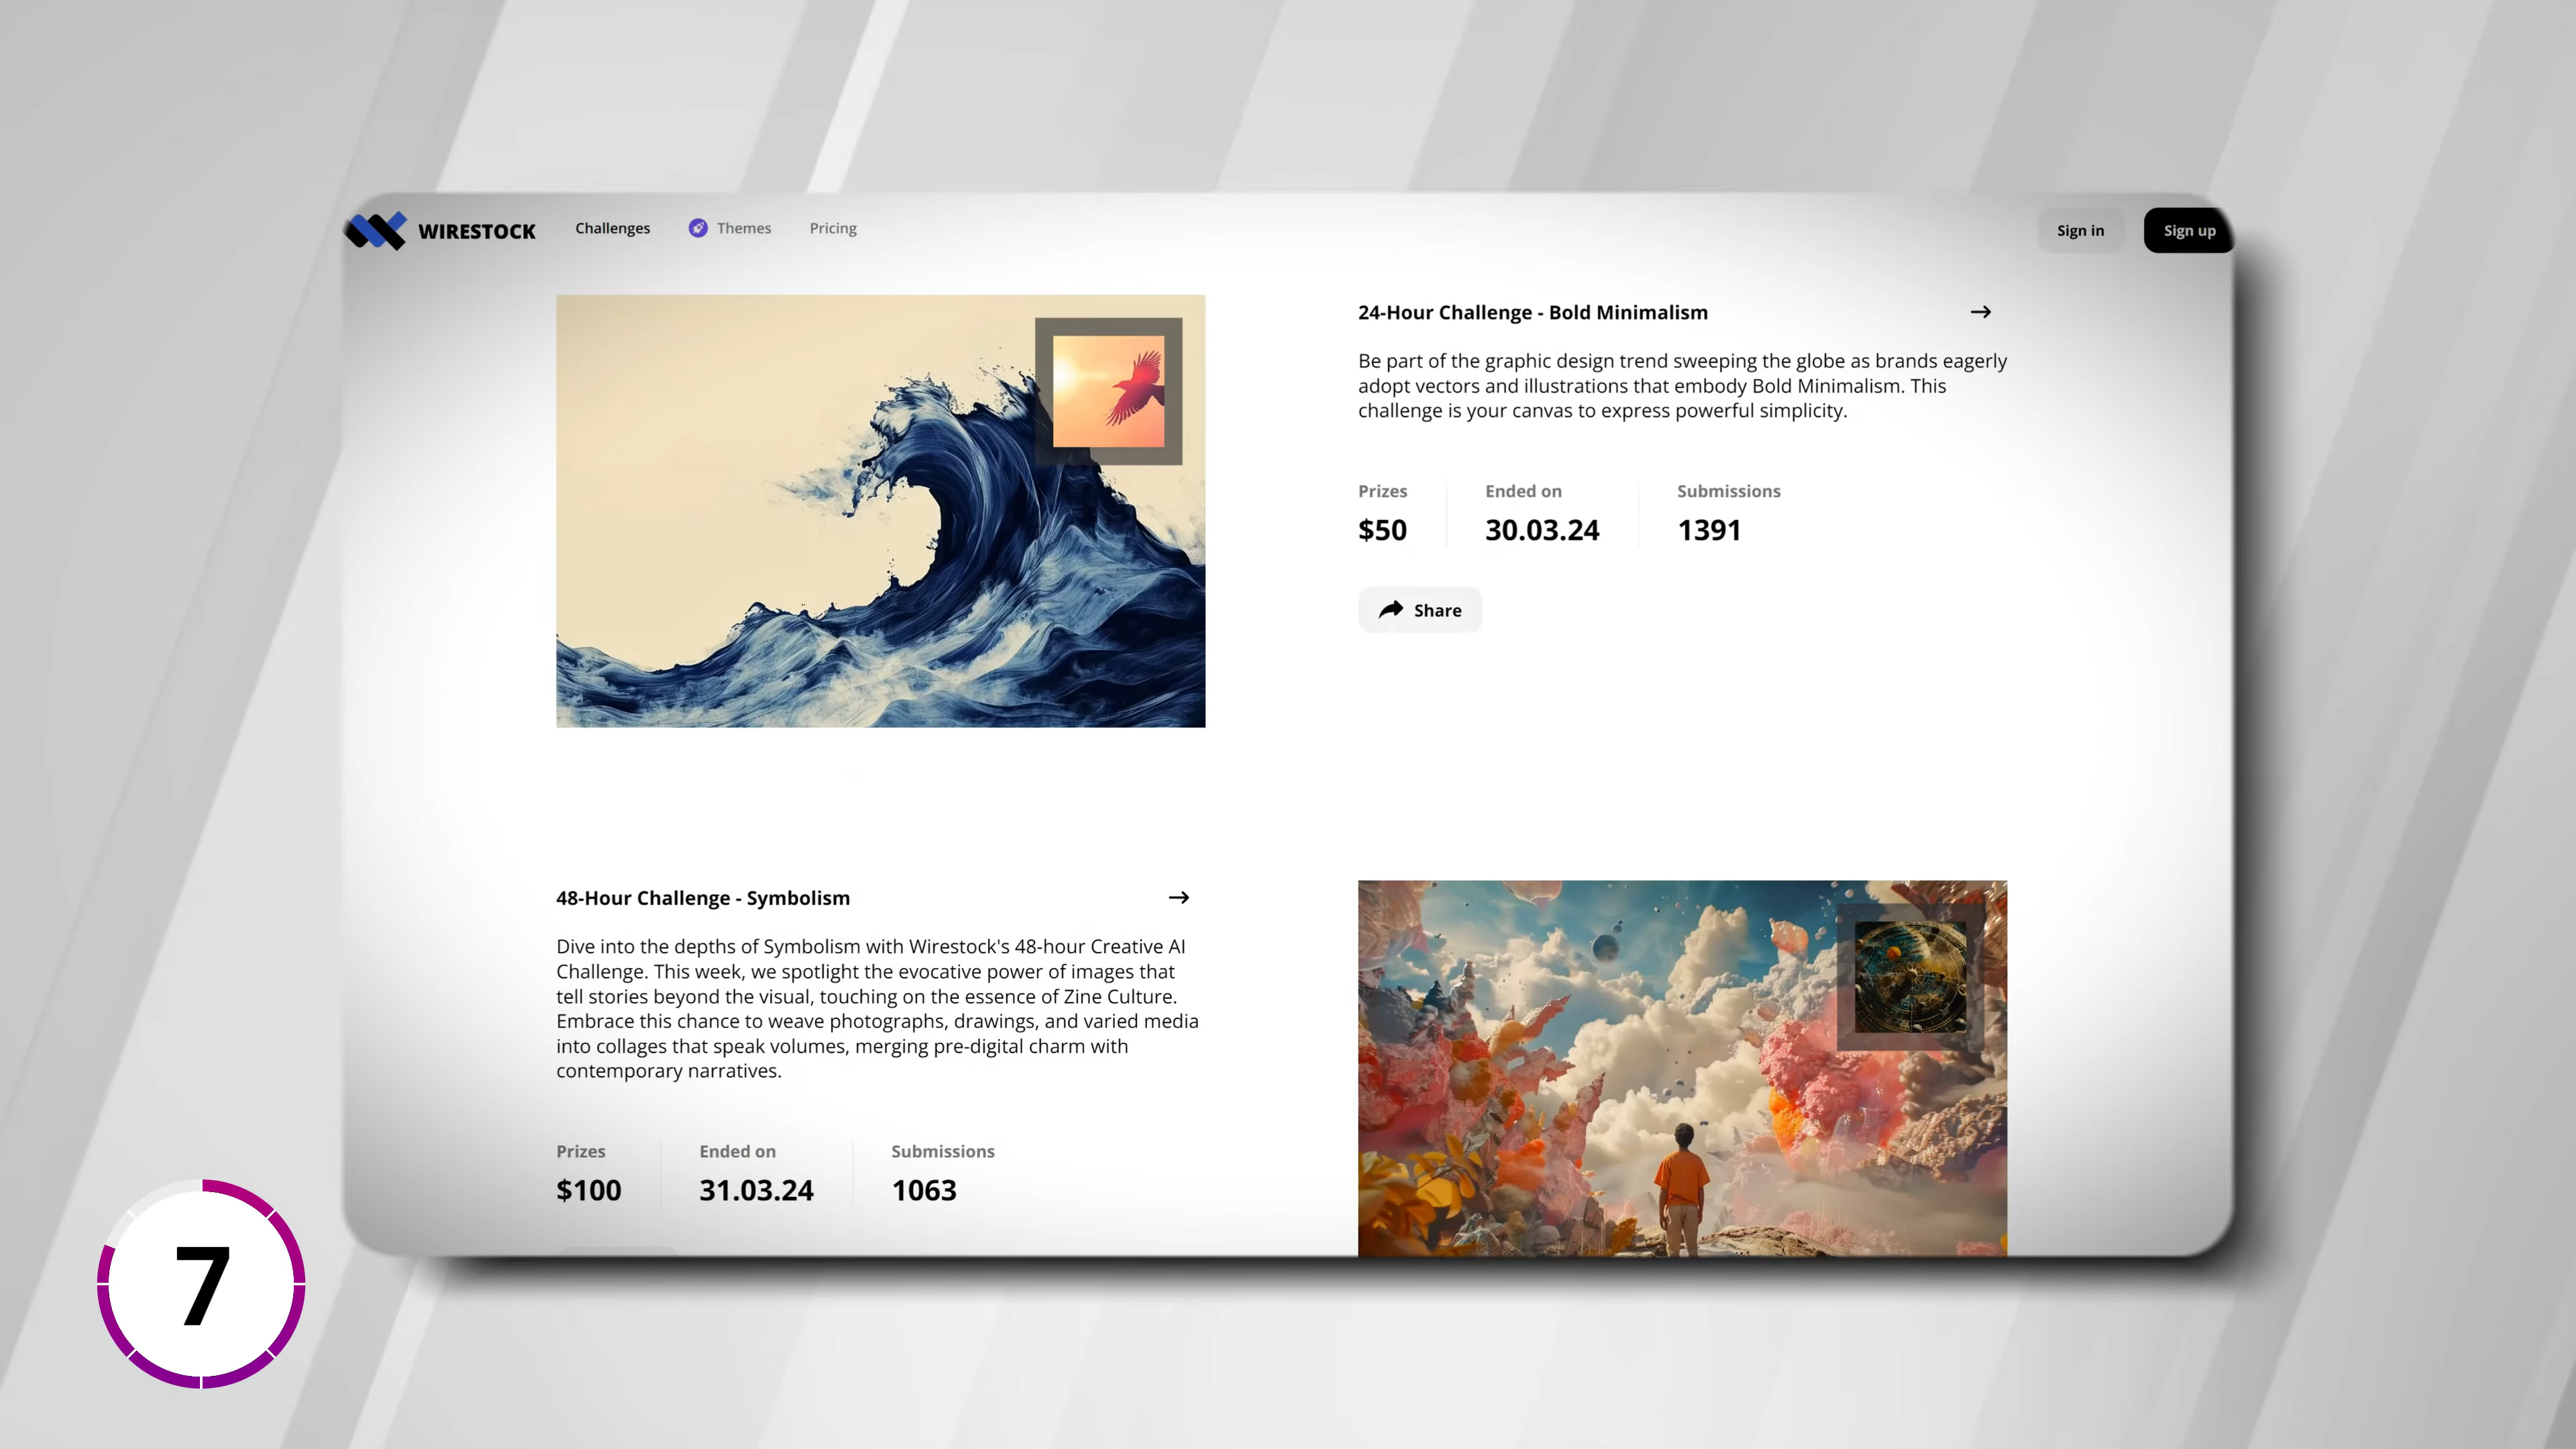 WIRESTOCK
Challenges
Themes
Pricing
Sign in
Sign up
24-Hour Challenge - Bold Minimalism
Be part of the graphic design trend sweeping the globe as brands eagerly
adopt vectors and illustrations that embody Bold Minimalism. This
challenge is your canvas to express powerful simplicity.
Prizes
Ended on
Submissions
$50
30.03.24
1391
Share
48-Hour Challenge - Symbolism
Dive into the depths of Symbolism with Wirestock's 48-hour Creative AI
Challenge. This week, we spotlight the evocative power of images that
tell stories beyond the visual, touching on the essence of Zine Culture.
Embrace this chance to weave photographs, drawings, and varied media
into collages that speak volumes, merging pre-digital charm with
contemporary narratives.
Prizes
Ended on
Submissions
$100
31.03.24
1063
7